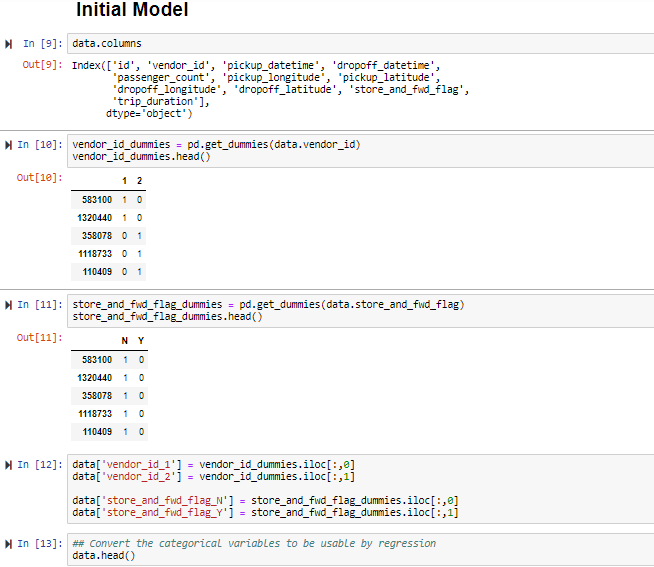 Initial Model
In [9]: data.columns
Out[9]: Index(['id', 'vendor_id', 'pickup_datetime', 'dropoff_datetime',
'passenger_count', 'pickup_longitude', 'pickup_latitude',
'dropoff_longitude', 'dropoff_latitude', 'store_and_fwd_flag',
'trip_duration'],
dtype='object')
In [10]: vendor_id_dummies = pd.get_dummies(data.vendor_id)
vendor_id_dummies.head()
Out[10]:
1 2
583100 1 0
1320440 1 0
358078 0 1
1118733 0 1
110409 0 1
In [11]: store_and_fwd_flag_dummies = pd.get_dummies(data.store_and_fwd_flag)
store_and_fwd_flag_dummies.head()
Out[11]:
N Y
583100 1 0
1320440 1 0
358078 1 0
1118733 1 0
110409 1 0
In [12]: data['vendor_id_1'] = vendor_id_dummies.iloc[:,0]
data['vendor_id_2'] = vendor_id_dummies.iloc[:,1]
data['store_and_fwd_flag_N'] = store_and_fwd_flag_dummies.iloc[:,0]
data['store_and_fwd_flag_Y'] = store_and_fwd_flag_dummies.iloc[:,1]
In [13]: ## Convert the categorical variables to be usable by regression
data.head()